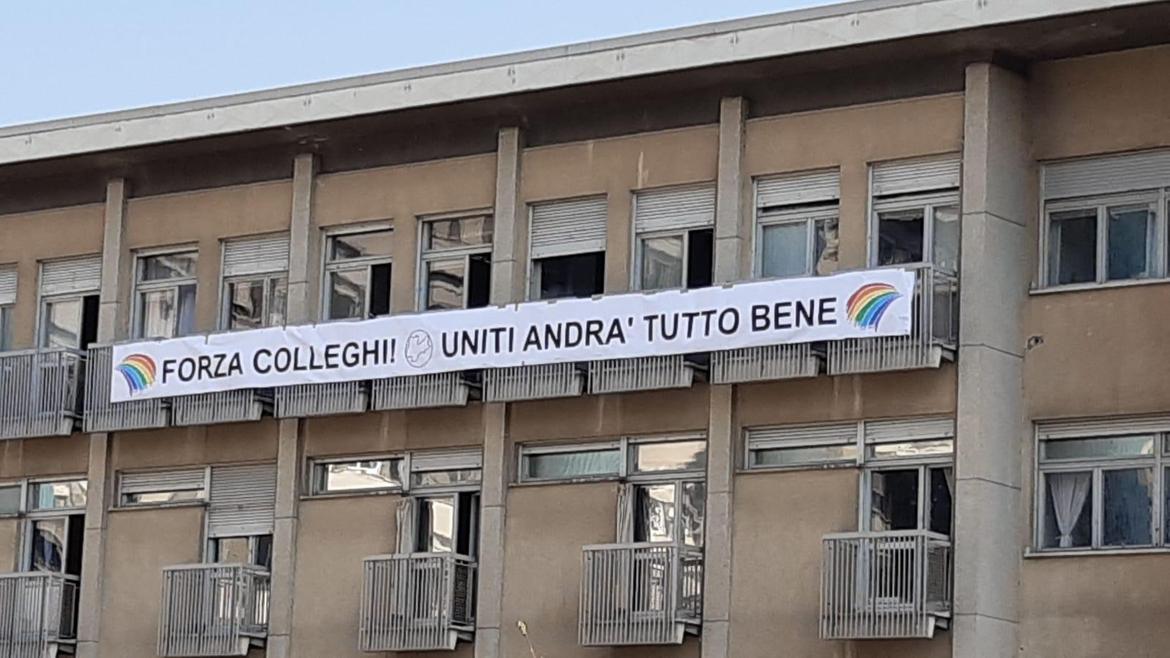 FORZA COLLEGHI! UNITI ANDRA' TUTTO BENE